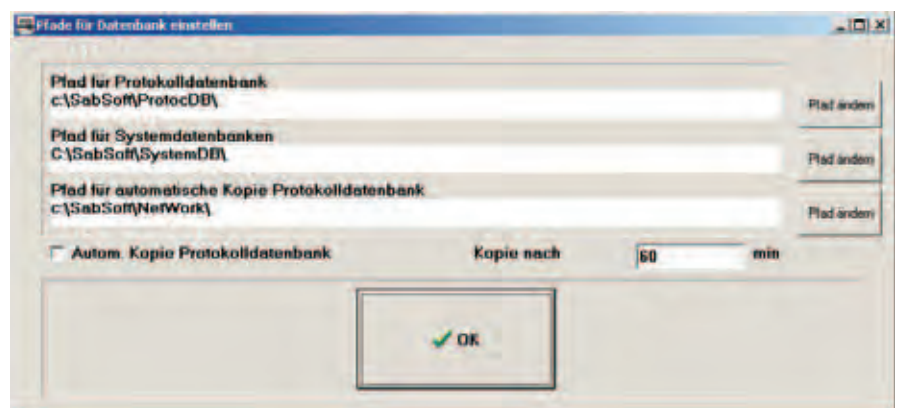 Pfade für Datenbank einstellen
Pfad für Protokolldatenbank
c:\SabSoft\ProtocDB\
Pfad ändern
Pfad für Systemdatenbanken
C:\SabSoft\SystemDB\
Pfad ändern
Pfad für automatische Kopie Protokolldatenbank
c:\SabSoft\NetWork\
Pfad ändern
Autom. Kopie Protokolldatenbank Kopie nach 60 min
OK